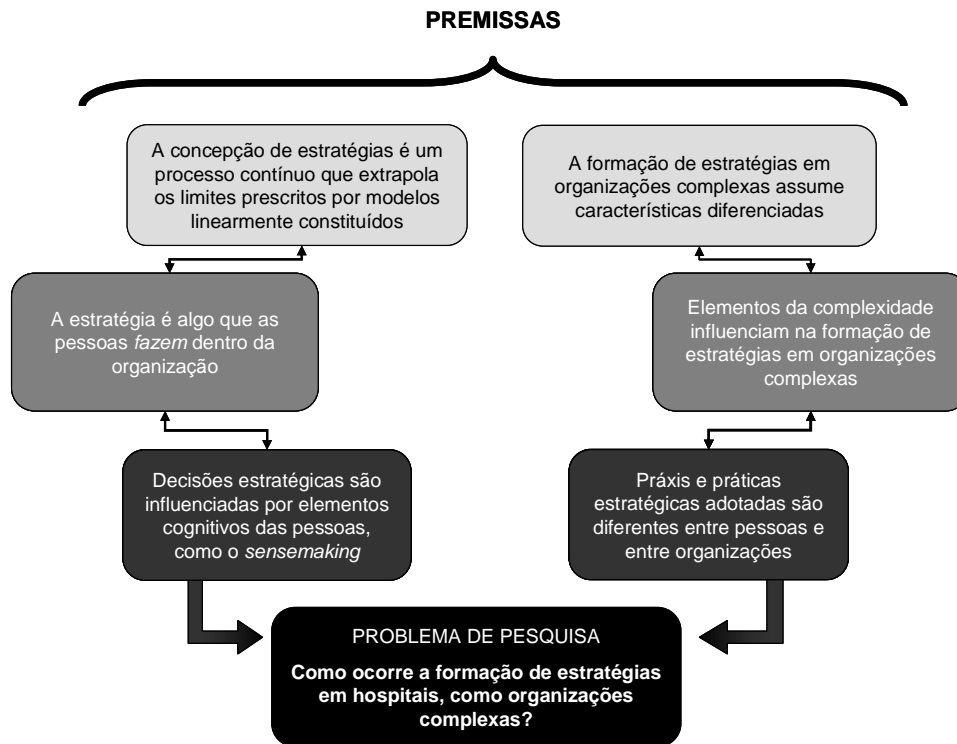 PREMISSAS
A concepção de estratégias é um
processo contínuo que extrapola
os limites prescritos por modelos
linearmente constituídos
A formação de estratégias em
organizações complexas assume
características diferenciadas
A estratégia é algo que as
pessoas fazem dentro da
organização
Elementos da complexidade
influenciam na formação de
estratégias em organizações
complexas
Decisões estratégicas são
influenciadas por elementos
cognitivos das pessoas,
como o sensemaking
Práxis e práticas
estratégicas adotadas são
diferentes entre pessoas e
entre organizações
PROBLEMA DE PESQUISA
Como ocorre a formação de estratégias
em hospitais, como organizações
complexas?